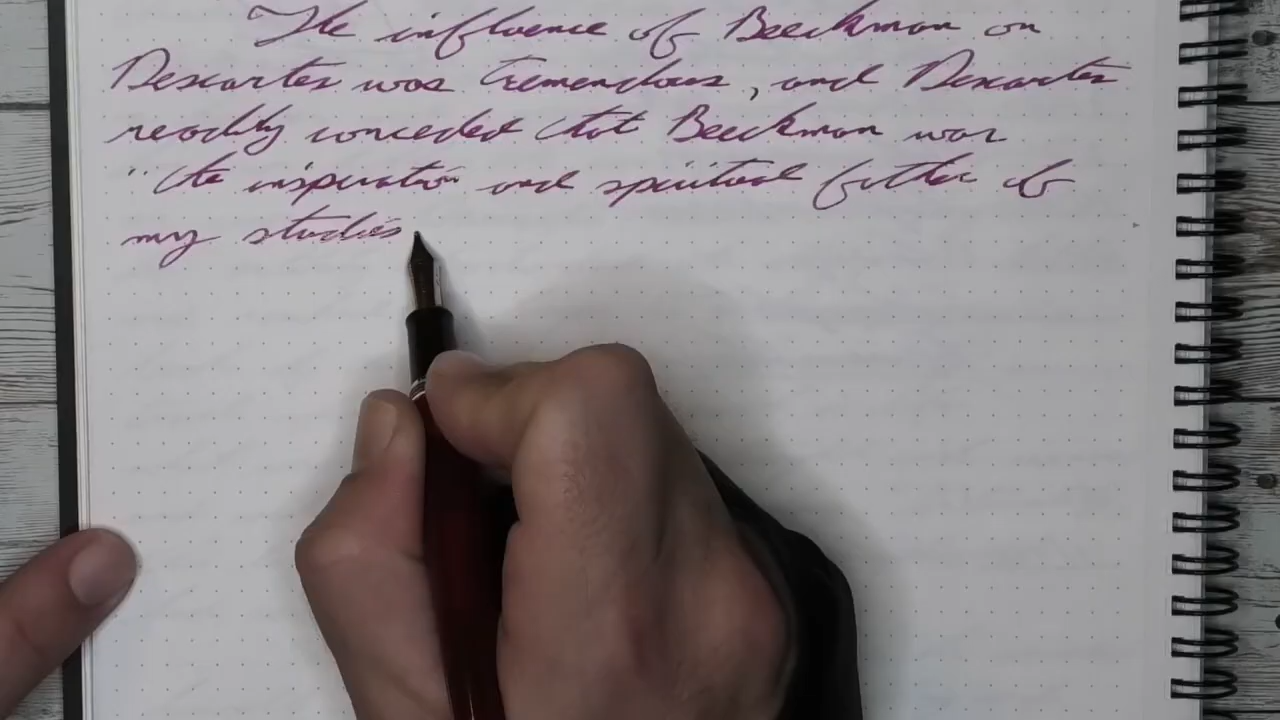 The influence of Beeckman on
Descartes was tremendous, and Descartes
readily conceded that Beeckman was
"the inspiration and spiritual father of
my studies